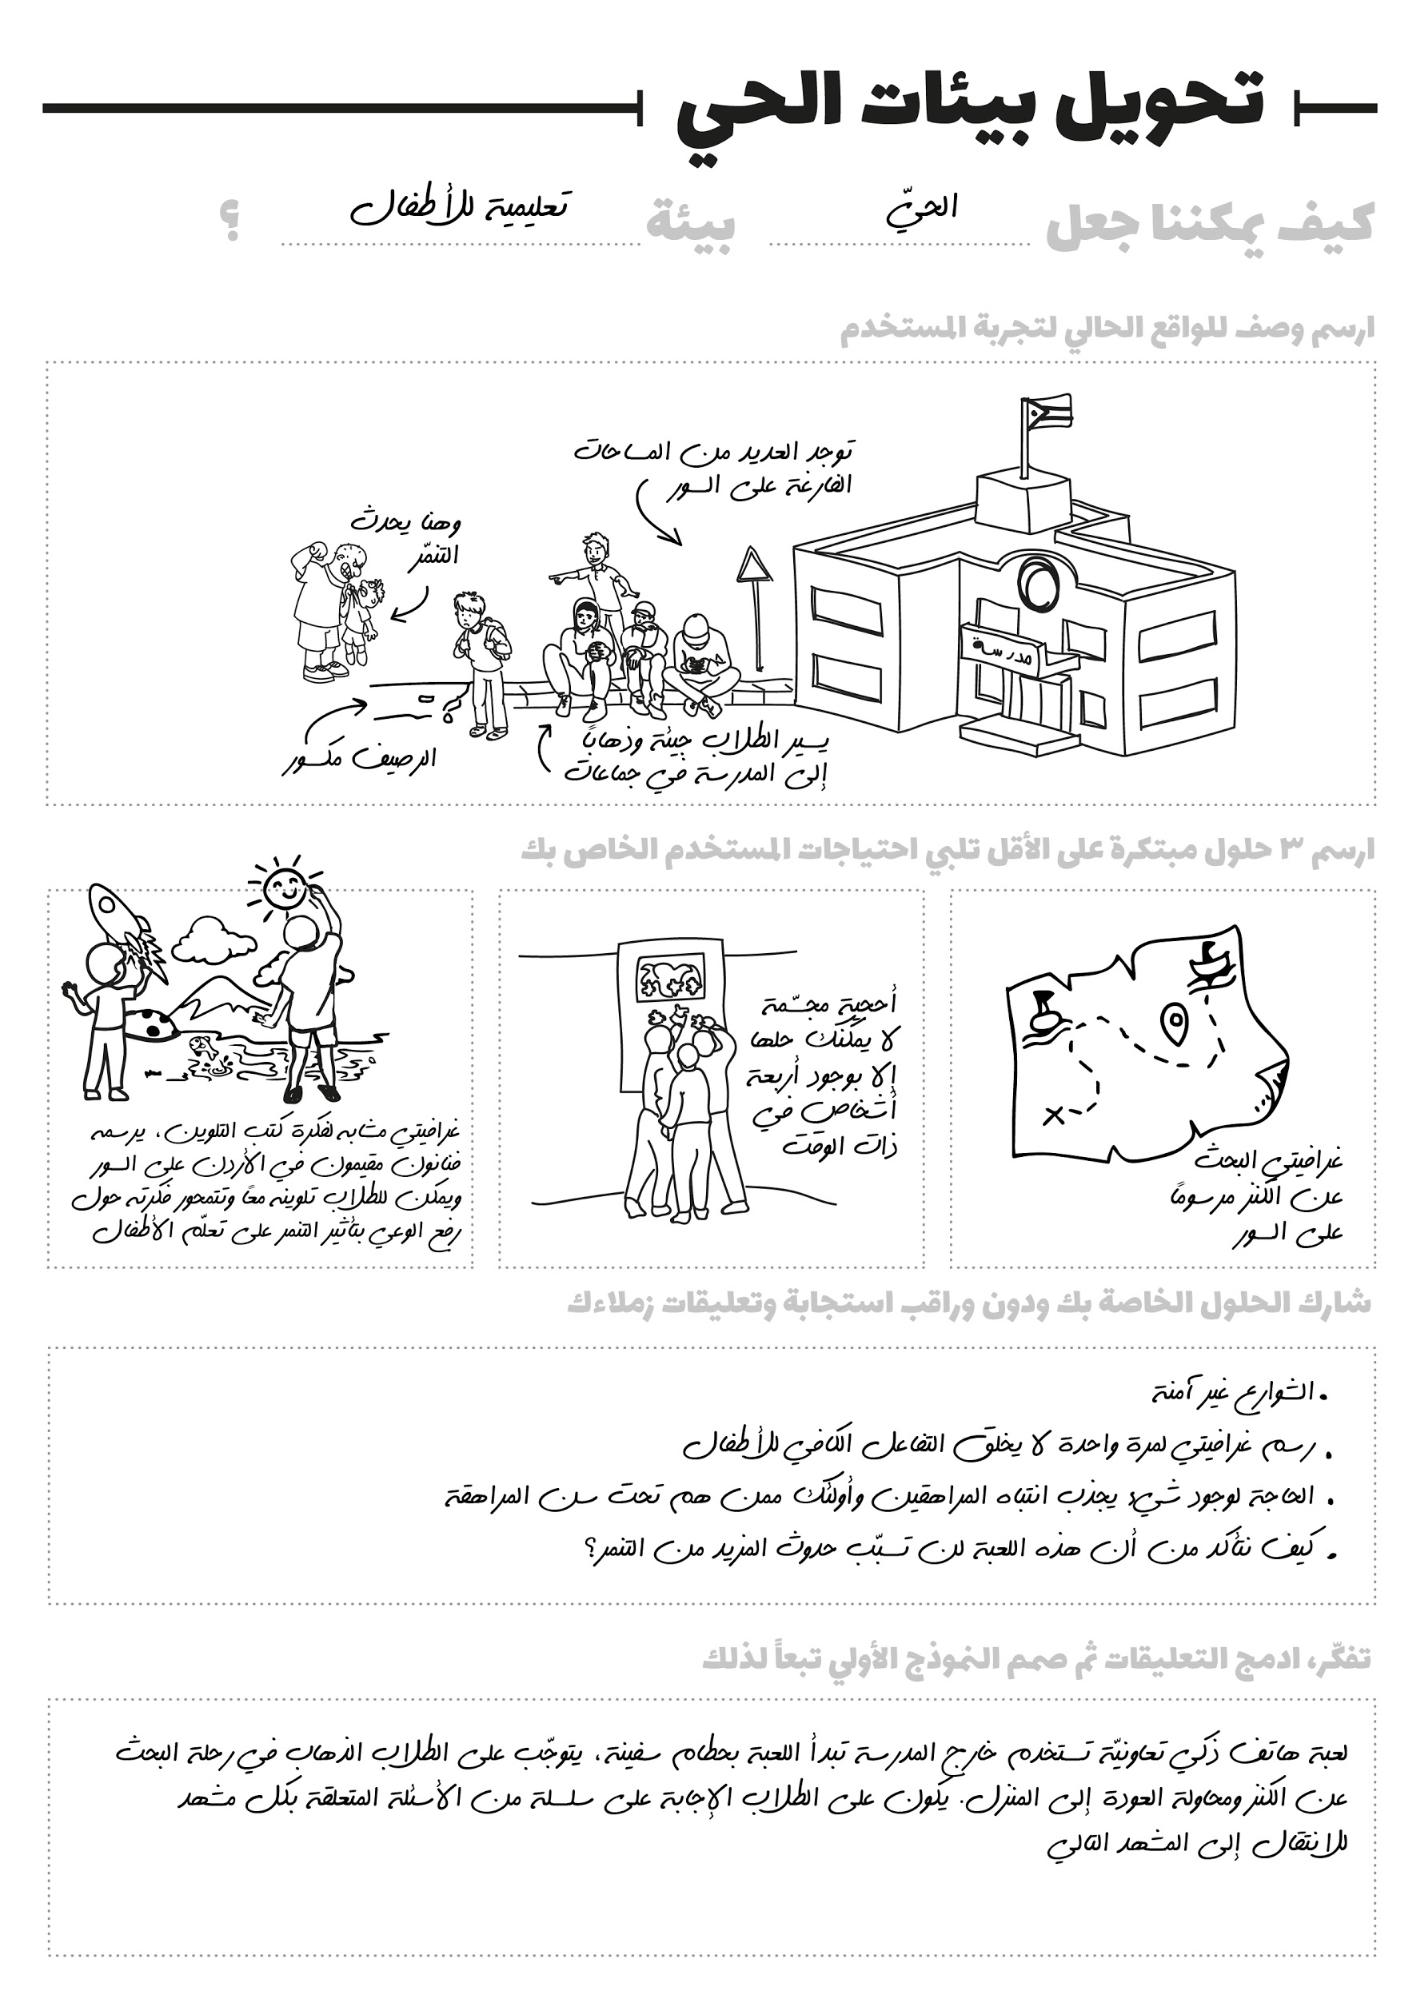 تحويل بيئات الحي
كيف يمكننا جعل الحيّ بيئة تعليمية للأطفال ؟
ارسم وصف للواقع الحالي لتجربة المستخدم
توجد العديد من المساحات
الفارغة على السور
وهنا يحدث
التنمّر
مدرسة
يسير الطلاب جيئة وذهاباً
إلى المدرسة في جماعات
الرصيف مكسور
ارسم ٣ حلول مبتكرة على الأقل تلبي احتياجات المستخدم الخاص بك
غرافيتي البحث
عن الكنز مرسوماً
على السور
أحجية مجسّمة
لا يمكنك حلها
إلا بوجود أربعة
أشخاص في
ذات الوقت
غرافيتي مشابه لفكرة كتب التلوين، يرسمه
فنانون مقيمون في الأردن على السور
ويمكن للطلاب تلوينه معًا وتتمحور فكرته حول
رفع الوعي بتأثير التنمر على تعلّم الأطفال
شارك الحلول الخاصة بك ودون وراقب استجابة وتعليقات زملاءك
• الشوارع غير آمنة
• رسم غرافيتي لمرة واحدة لا يخلق التفاعل الكافي للأطفال
• الحاجة لوجود شيء يجذب انتباه المراهقين وأولئك ممن هم تحت سن المراهقة
• كيف نتأكد من أن هذه اللعبة لن تسبّب حدوث المزيد من التنمر؟
تفكّر، ادمج التعليقات ثم صمم النموذج الأولي تبعاً لذلك
لعبة هاتف ذكي تعاونيّة تستخدم خارج المدرسة تبدأ اللعبة بحطام سفينة، يتوجّب على الطلاب الذهاب في رحلة البحث
عن الكنز ومحاولة العودة إلى المنزل. يكون على الطلاب الإجابة على سلسلة من الأسئلة المتعلقة بكل مشهد
للانتقال إلى المشهد التالي